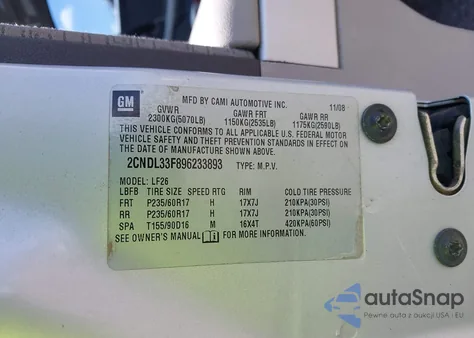 GM
MFD BY CAMI AUTOMOTIVE INC. 11/08
GVWR GAWR FRT GAWR RR
2300KG(5070LB) 1150KG(2535LB) 1175KG(2590LB)
THIS VEHICLE CONFORMS TO ALL APPLICABLE U.S. FEDERAL MOTOR
VEHICLE SAFETY AND THEFT PREVENTION STANDARDS IN EFFECT ON
THE DATE OF MANUFACTURE SHOWN ABOVE.
2CNDL33F896233893 TYPE: M.P.V.
MODEL: LF26
LBFB TIRE SIZE SPEED RTG RIM COLD TIRE PRESSURE
FRT P235/60R17 H 17X7J 210KPA(30PSI)
RR P235/60R17 H 17X7J 210KPA(30PSI)
SPA T155/90D16 M 16X4T 420KPA(60PSI)
SEE OWNER'S MANUAL FOR MORE INFORMATION.
autoSnap
Pewne auta z USA i EU